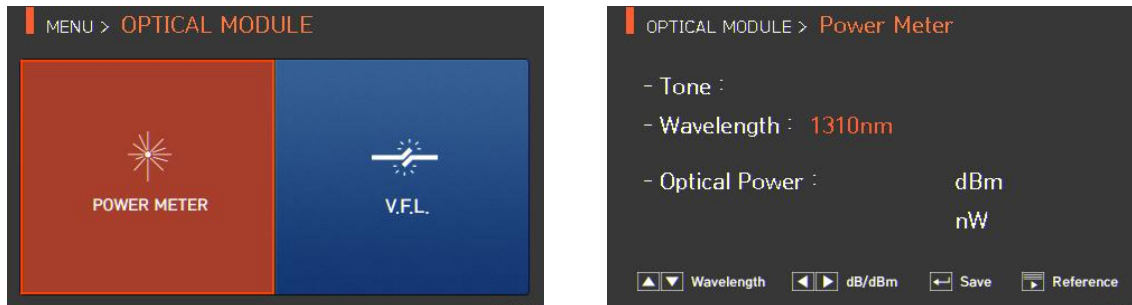 MENU > OPTICAL MODULE
POWER METER
V.F.L.
OPTICAL MODULE > Power Meter
- Tone :
- Wavelength : 1310nm
- Optical Power : dBm
nW
Wavelength dB/dBm Save Reference